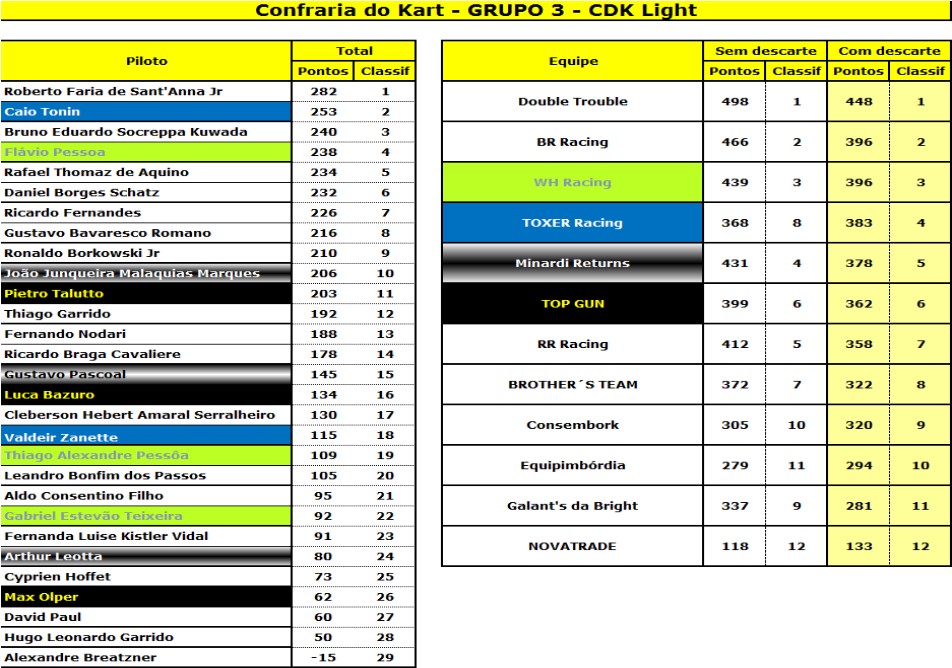 Confraria do Kart - GRUPO 3 - CDK Light
Piloto Total
Pontos Classif
Roberto Faria de Sant'Anna Jr 282 1
Caio Tonin 253 2
Bruno Eduardo Socreppa Kuwada 240 3
Flávio Pessoa 238 4
Rafael Thomaz de Aquino 234 5
Daniel Borges Schatz 232 6
Ricardo Fernandes 226 7
Gustavo Bavaresco Romano 216 8
Ronaldo Borkowski Jr 210 9
João Junqueira Malaquias Marques 206 10
Pietro Talutto 203 11
Thiago Garrido 192 12
Fernando Nodari 188 13
Ricardo Braga Cavaliere 178 14
Gustavo Pascoal 145 15
Luca Bazuro 134 16
Cleberson Hebert Amaral Serralheiro 130 17
Valdeir Zanette 115 18
Thiago Alexandre Pessôa 109 19
Leandro Bonfim dos Passos 105 20
Aldo Consentino Filho 95 21
Gabriel Estevão Teixeira 92 22
Fernanda Luise Kistler Vidal 91 23
Arthur Leotta 80 24
Cyprien Hoffet 73 25
Max Olper 62 26
David Paul 60 27
Hugo Leonardo Garrido 50 28
Alexandre Breatzner -15 29
Equipe Sem descarte Com descarte
Pontos Classif Pontos Classif
Double Trouble 498 1 448 1
BR Racing 466 2 396 2
WH Racing 439 3 396 3
TOXER Racing 368 8 383 4
Minardi Returns 431 4 378 5
TOP GUN 399 6 362 6
RR Racing 412 5 358 7
BROTHER´S TEAM 372 7 322 8
Consembork 305 10 320 9
Equipimbórdia 279 11 294 10
Galant's da Bright 337 9 281 11
NOVATRADE 118 12 133 12